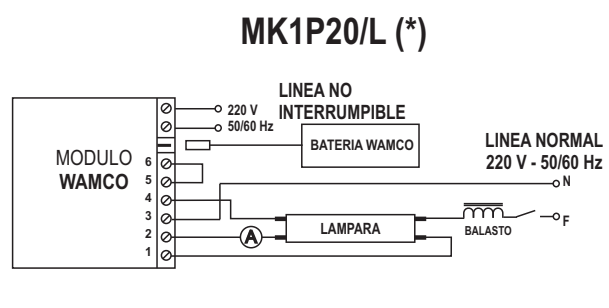 MK1P20/L (*)
LINEA NO
INTERRUMPIBLE
220 V
50/60 Hz
BATERIA WAMCO
LINEA NORMAL
220 V - 50/60 Hz
MODULO
WAMCO
6
5
4
3
2
1
N
A
LAMPARA
BALASTO
F